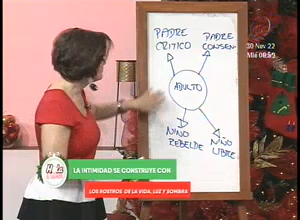 PADRE
CRITICO
PADRE
CONSEN
ADULTO
NIÑO
REBELDE
NIÑO
LIBRE
30 Nov 22
Mié 08:59
LA INTIMIDAD SE CONSTRUYE CON
LOS ROSTROS DE LA VIDA, LUZ Y SOMBRA